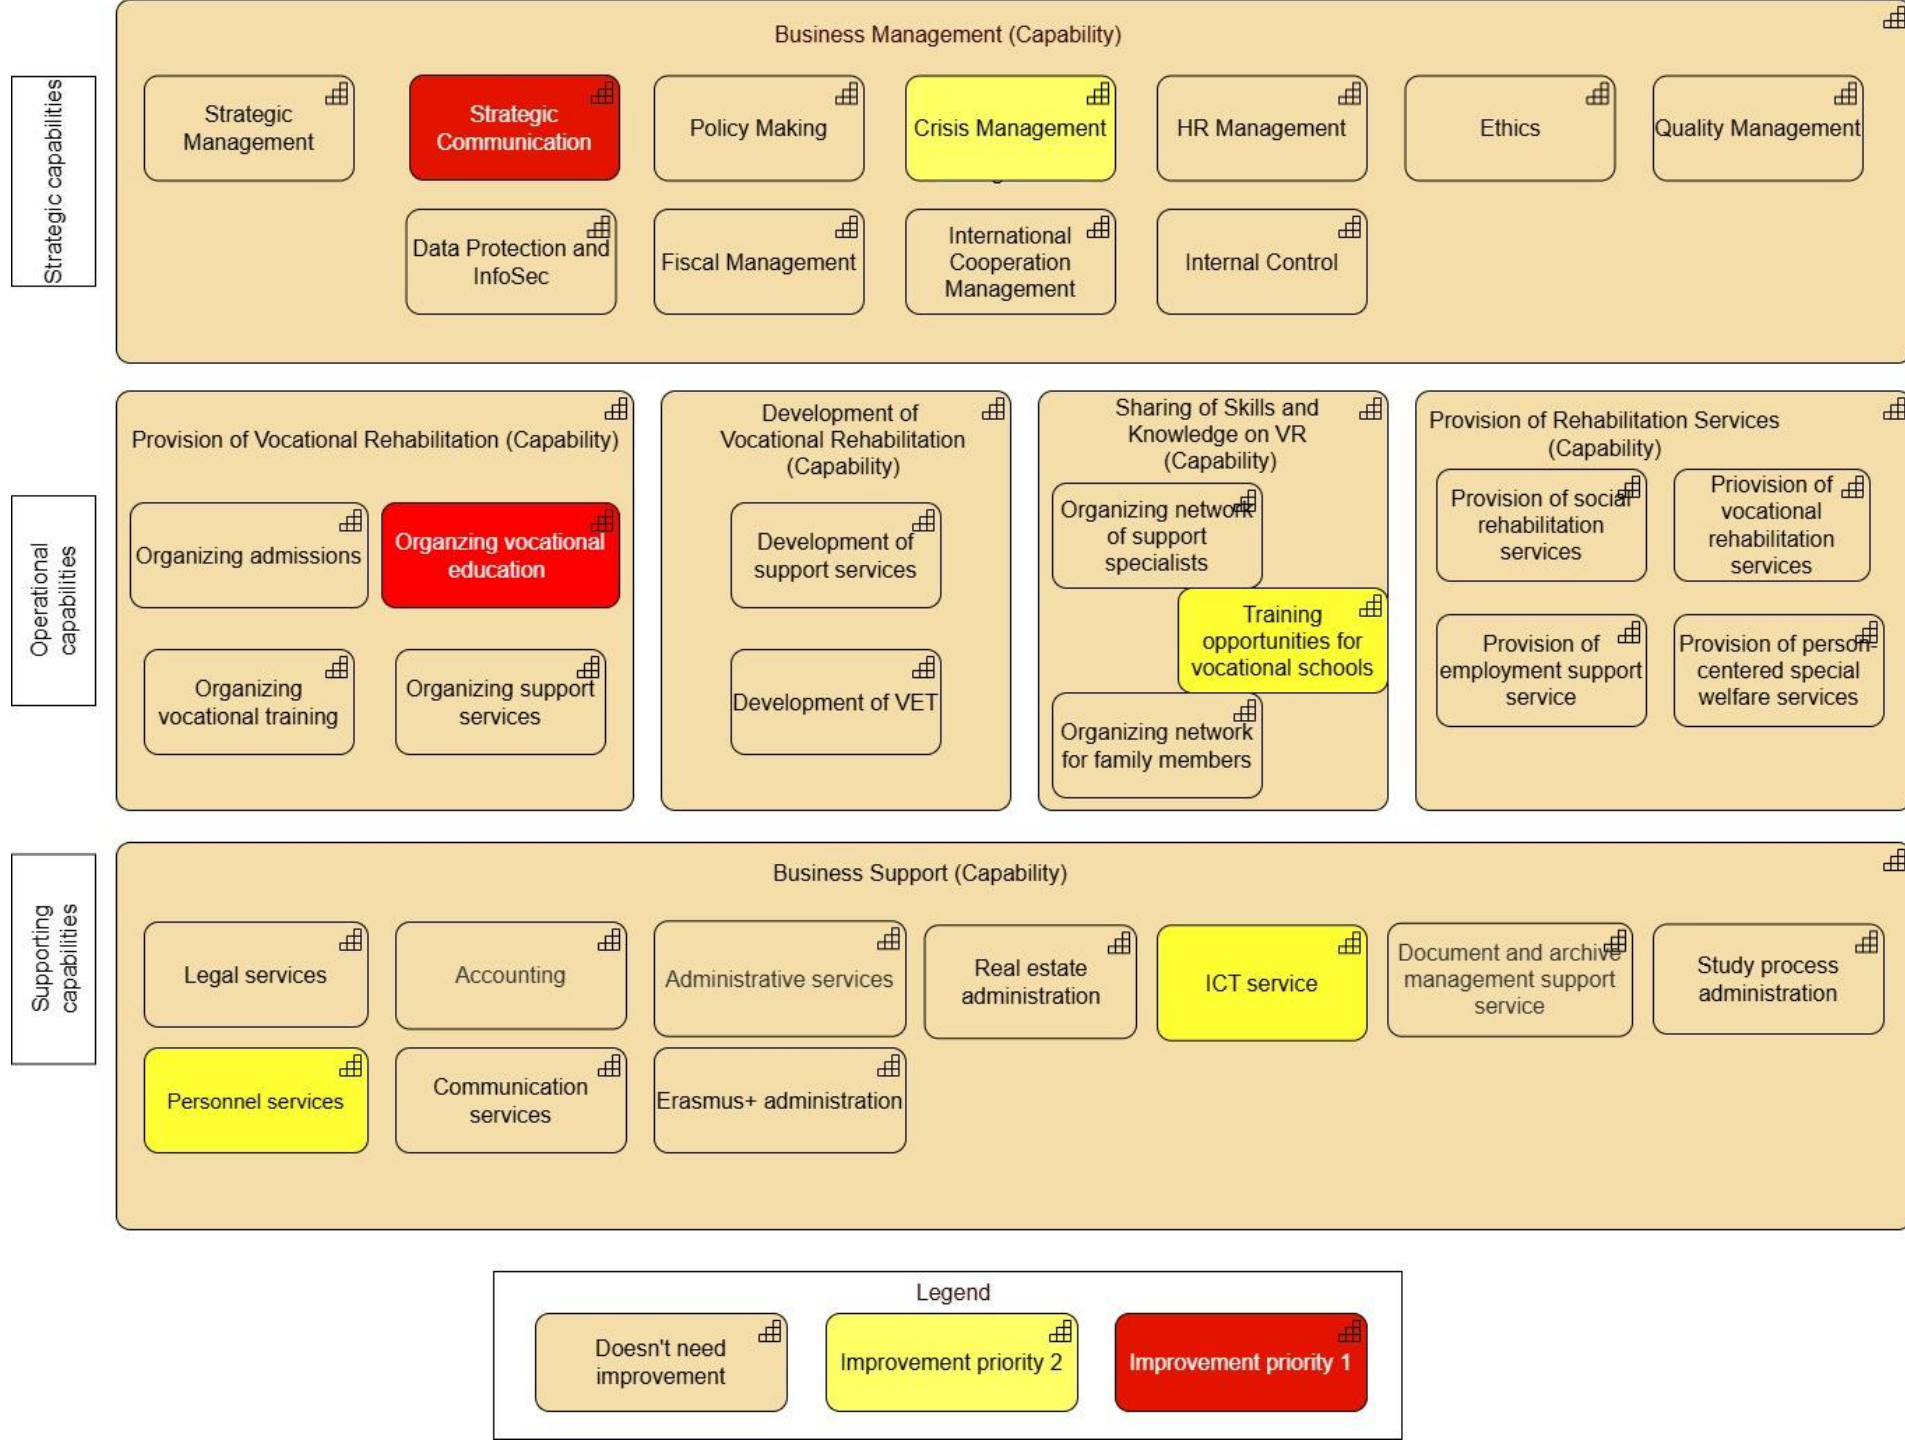 Business Management (Capability)
Strategic capabilities
Strategic
Management
Strategic
Communication
Policy Making
Crisis Management
HR Management
Ethics
Quality Management
Data Protection and
InfoSec
Fiscal Management
International
Cooperation
Management
Internal Control
Operational
capabilities
Provision of Vocational Rehabilitation (Capability)
Organizing admissions
Organzing vocational
education
Organizing
vocational training
Organizing support
services
Development of
Vocational Rehabilitation
(Capability)
Development of
support services
Development of VET
Sharing of Skills and
Knowledge on VR
(Capability)
Organizing network
of support
specialists
Training
opportunities for
vocational schools
Organizing network
for family members
Provision of Rehabilitation Services
(Capability)
Provision of social
rehabilitation
services
Priovision of
vocational
rehabilitation
services
Provision of
employment support
service
Provision of person-
centered special
welfare services
Supporting
capabilities
Business Support (Capability)
Legal services
Accounting
Administrative services
Real estate
administration
ICT service
Document and archive
management support
service
Study process
administration
Personnel services
Communication
services
Erasmus+ administration
Legend
Doesn't need
improvement
Improvement priority 2
Improvement priority 1